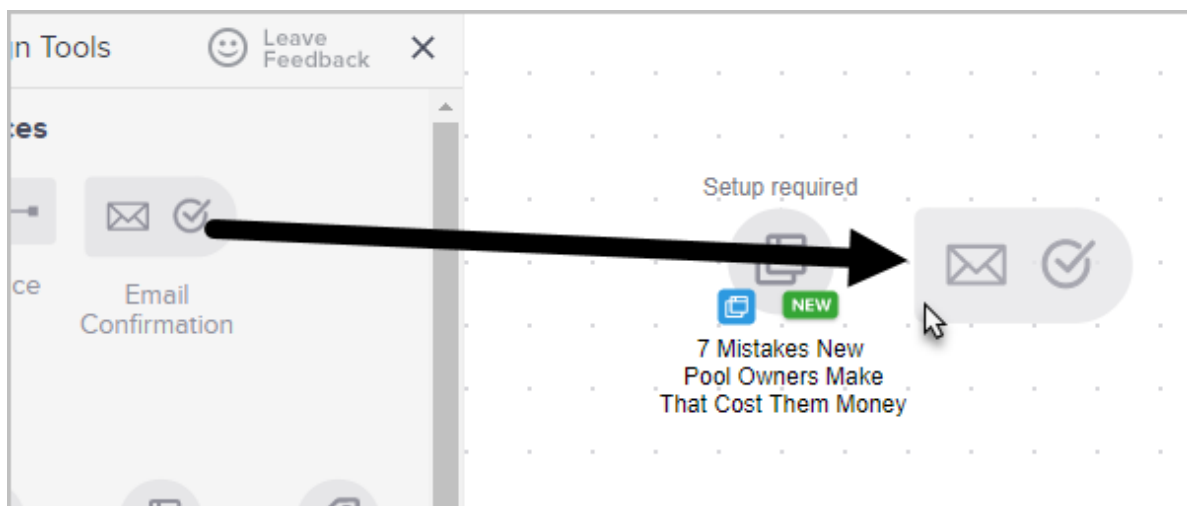 n Tools
Leave
Feedback
ces
ce
Email
Confirmation
Setup required
NEW
7 Mistakes New
Pool Owners Make
That Cost Them Money